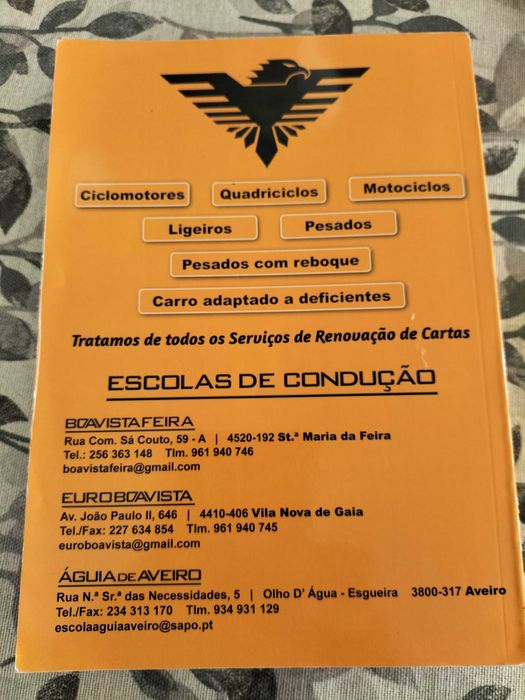 Ciclomotores Quadriciclos Motociclos
Ligeiros Pesados
Pesados com reboque
Carro adaptado a deficientes
Tratamos de todos os Serviços de Renovação de Cartas
ESCOLAS DE CONDUÇÃO
BOAVISTAFEIRA
Rua Com. Sá Couto, 59 - A | 4520-192 St.ª Maria da Feira
Tel.: 256 363 148 Tlm. 961 940 746
boavistafeira@gmail.com
EUROBOAVISTA
Av. João Paulo II, 646 | 4410-406 Vila Nova de Gaia
Tel./Fax: 227 634 854 Tlm. 961 940 745
euroboavista@gmail.com
ÁGUIA DE AVEIRO
Rua N.ª Sr.ª das Necessidades, 5 | Olho D' Água - Esgueira 3800-317 Aveiro
Tel./Fax: 234 313 170 Tlm. 934 931 129
escolaaguiaaveiro@sapo.pt